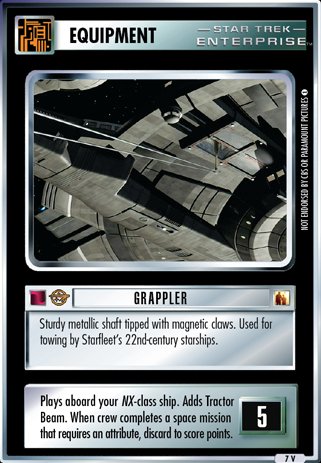 EQUIPMENT
STAR TREK
ENTERPRISE™
NOT ENDORSED BY CBS OR PARAMOUNT PICTURES
GRAPPLER
Sturdy metallic shaft tipped with magnetic claws. Used for
towing by Starfleet's 22nd-century starships.
Plays aboard your NX-class ship. Adds Tractor
Beam. When crew completes a space mission
that requires an attribute, discard to score points.
5
7 V